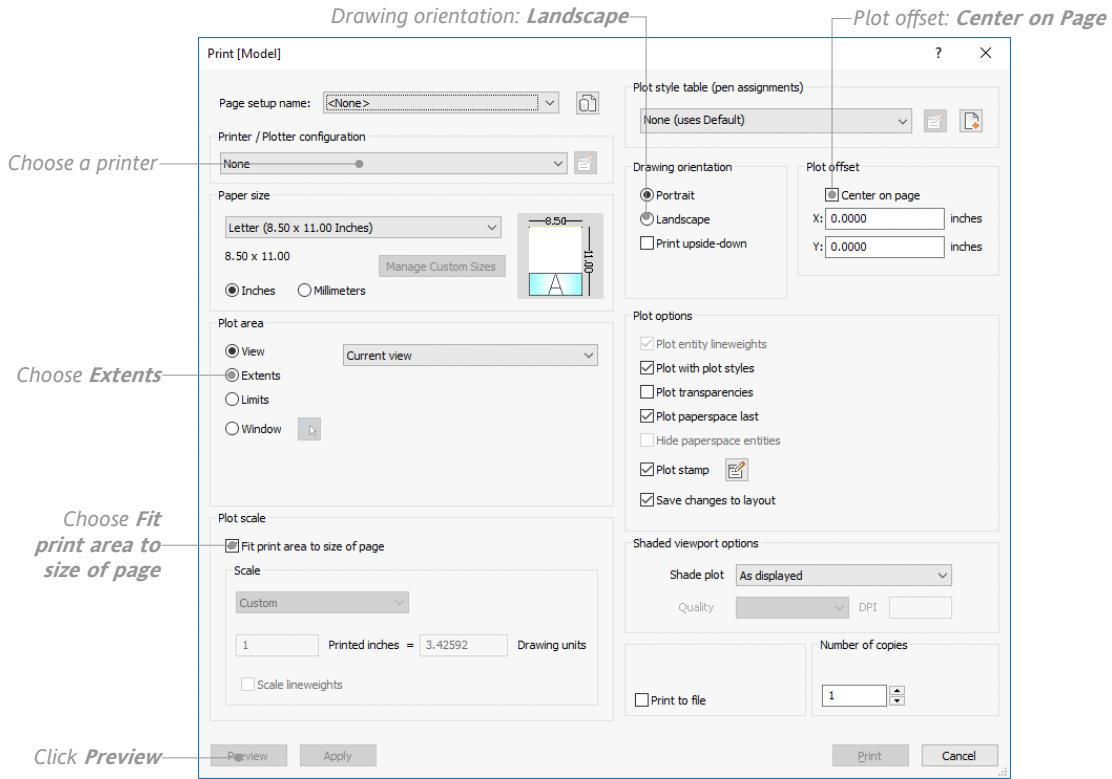 Drawing orientation: Landscape
Plot offset: Center on Page
Print [Model]
?
Page setup name:
<None>
Printer / Plotter configuration
Choose a printer
None
Paper size
Letter (8.50 x 11.00 Inches)
8.50 x 11.00
Manage Custom Sizes
Inches
Millimeters
8.50
11.00
A
Plot area
View
Current view
Choose Extents
Extents
Limits
Window
Plot scale
Choose Fit
print area to
size of page
Fit print area to size of page
Scale
Custom
1
Printed inches =
3.42592
Drawing units
Scale lineweights
Click Preview
Preview
Apply
Plot style table (pen assignments)
None (uses Default)
Drawing orientation
Portrait
Landscape
Print upside-down
Plot offset
Center on page
X: 0.0000 inches
Y: 0.0000 inches
Plot options
Plot entity lineweights
Plot with plot styles
Plot transparencies
Plot paperspace last
Hide paperspace entities
Plot stamp
Save changes to layout
Shaded viewport options
Shade plot
As displayed
Quality
DPI
Print to file
Number of copies
1
Print
Cancel